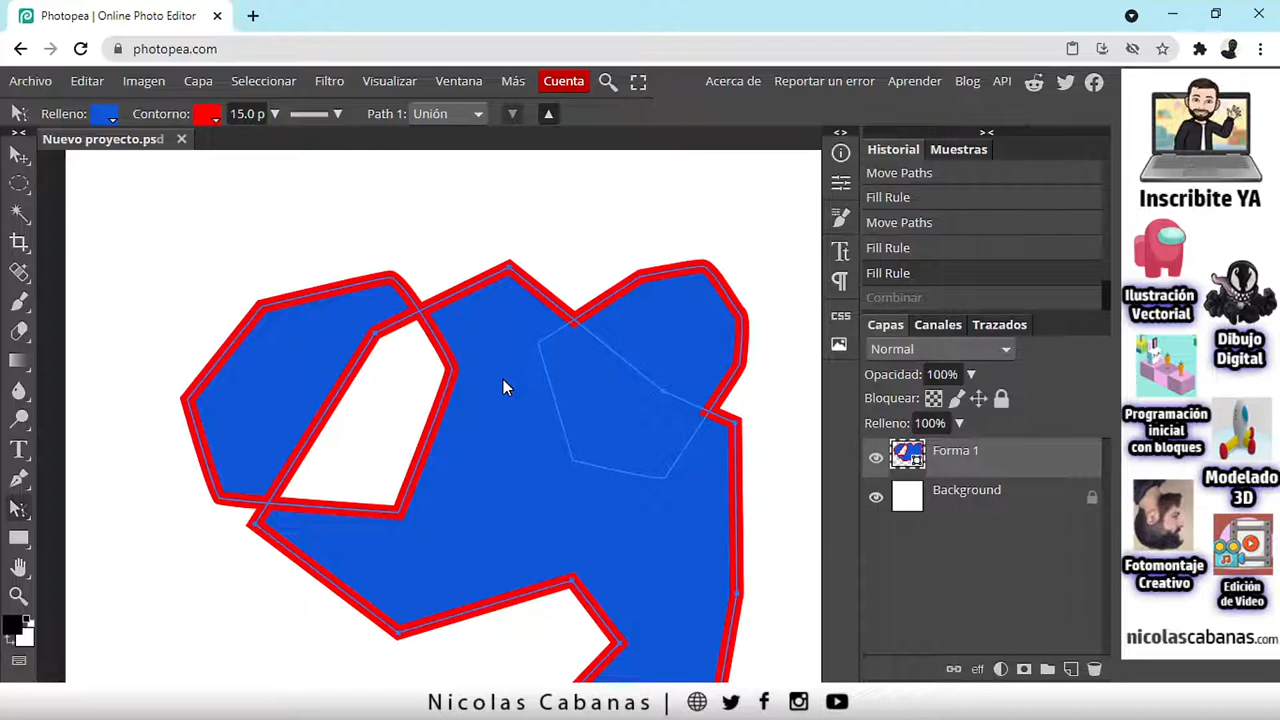 Photopea | Online Photo Editor
photopea.com
Archivo Editar Imagen Capa Seleccionar Filtro Visualizar Ventana Más Cuenta Acerca de Reportar un error Aprender Blog API
Relleno: Contorno: 15.0 p Path 1: Unión
Nuevo proyecto.psd
Historial Muestras
Move Paths
Fill Rule
Move Paths
Fill Rule
Fill Rule
Combinar
CSS
Capas Canales Trazados
Normal
Opacidad: 100%
Bloquear:
Relleno: 100%
Forma 1
Background
eff
Inscribite YA
Ilustración
Vectorial
Dibujo
Digital
Programación
inicial
con bloques
Modelado
3D
Fotomontaje
Creativo
Edición
de Video
nicolascabanas.com
Nicolas Cabanas |